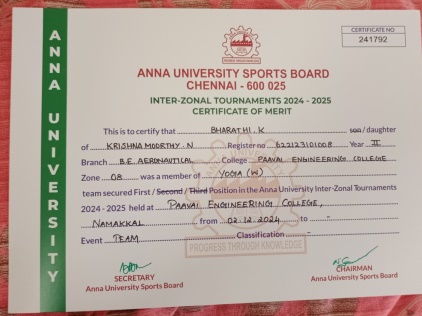 ANNA UNIVERSITY
CERTIFICATE NO
241792
ANNA UNIVERSITY SPORTS BOARD
CHENNAI - 600 025
INTER-ZONAL TOURNAMENTS 2024 - 2025
CERTIFICATE OF MERIT
This is to certify that BHARATHI.K son / daughter
of KRISHNA MOORTHY.N Register no 622123101008 Year II
Branch B.E. AERONAUTICAL College PAAVAI ENGINEERING COLLEGE
Zone 08 was a member of YOGA (W)
team secured First / Second / Third Position in the Anna University Inter-Zonal Tournaments
2024 - 2025 held at PAAVAI ENGINEERING COLLEGE,
NAMAKKAL from 02.12.2024 to -
Event TEAM Classification -
PROGRESS THROUGH KNOWLEDGE
SECRETARY CHAIRMAN
Anna University Sports Board Anna University Sports Board